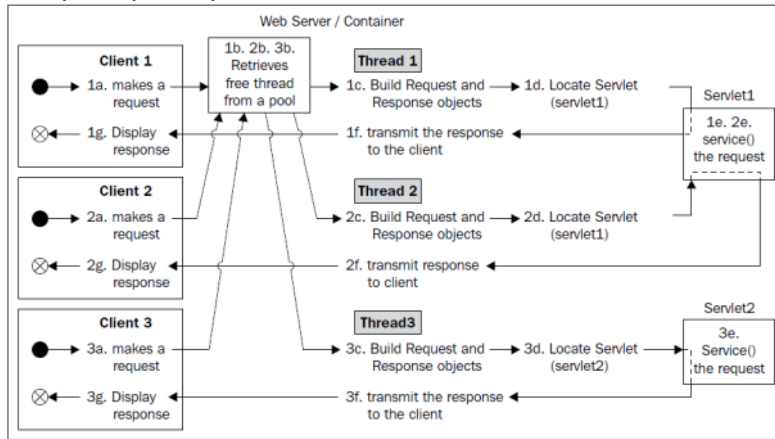 Web Server / Container
Client 1
1a. makes a
request
1g. Display
response
1b. 2b. 3b.
Retrieves
free thread
from a pool
Thread 1
1c. Build Request and
Response objects
1d. Locate Servlet
(servlet1)
1f. transmit the response
to the client
Servlet1
1e. 2e.
service()
the request
Client 2
2a. makes a
request
2g. Display
response
Thread 2
2c. Build Request and
Response objects
2d. Locate Servlet
(servlet1)
2f. transmit response
to client
Client 3
3a. makes a
request
3g. Display
response
Thread3
3c. Build Request and
Response objects
3d. Locate Servlet
(servlet2)
3f. transmit the response
to the client
Servlet2
3e.
Service()
the request